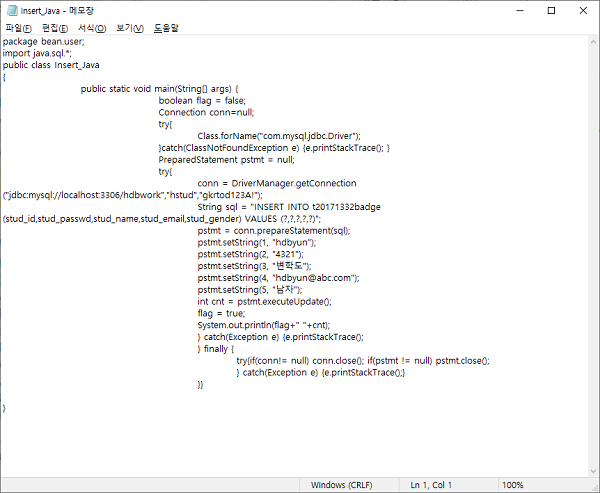 Insert_Java - 메모장
파일(F) 편집(E) 서식(O) 보기(V) 도움말
package bean.user;
import java.sql.*;
public class Insert_Java
{
public static void main(String[] args) {
boolean flag = false;
Connection conn=null;
try{
Class.forName("com.mysql.jdbc.Driver");
}catch(ClassNotFoundException e) {e.printStackTrace(); }
PreparedStatement pstmt = null;
try{
conn = DriverManager.getConnection
("jdbc:mysql://localhost:3306/hdbwork","hstud","gkrtod123A!");
String sql = "INSERT INTO t20171332badge
(stud_id,stud_passwd,stud_name,stud_email,stud_gender) VALUES (?,?,?,?,?)";
pstmt = conn.prepareStatement(sql);
pstmt.setString(1, "hdbyun");
pstmt.setString(2, "4321");
pstmt.setString(3, "변학도");
pstmt.setString(4, "hdbyun@abc.com");
pstmt.setString(5, "남자");
int cnt = pstmt.executeUpdate();
flag = true;
System.out.println(flag+" "+cnt);
} catch(Exception e) {e.printStackTrace();
} finally {
try{if(conn!= null) conn.close(); if(pstmt != null) pstmt.close();
} catch(Exception e) {e.printStackTrace();}
}}
}
Windows (CRLF) Ln 1, Col 1 100%